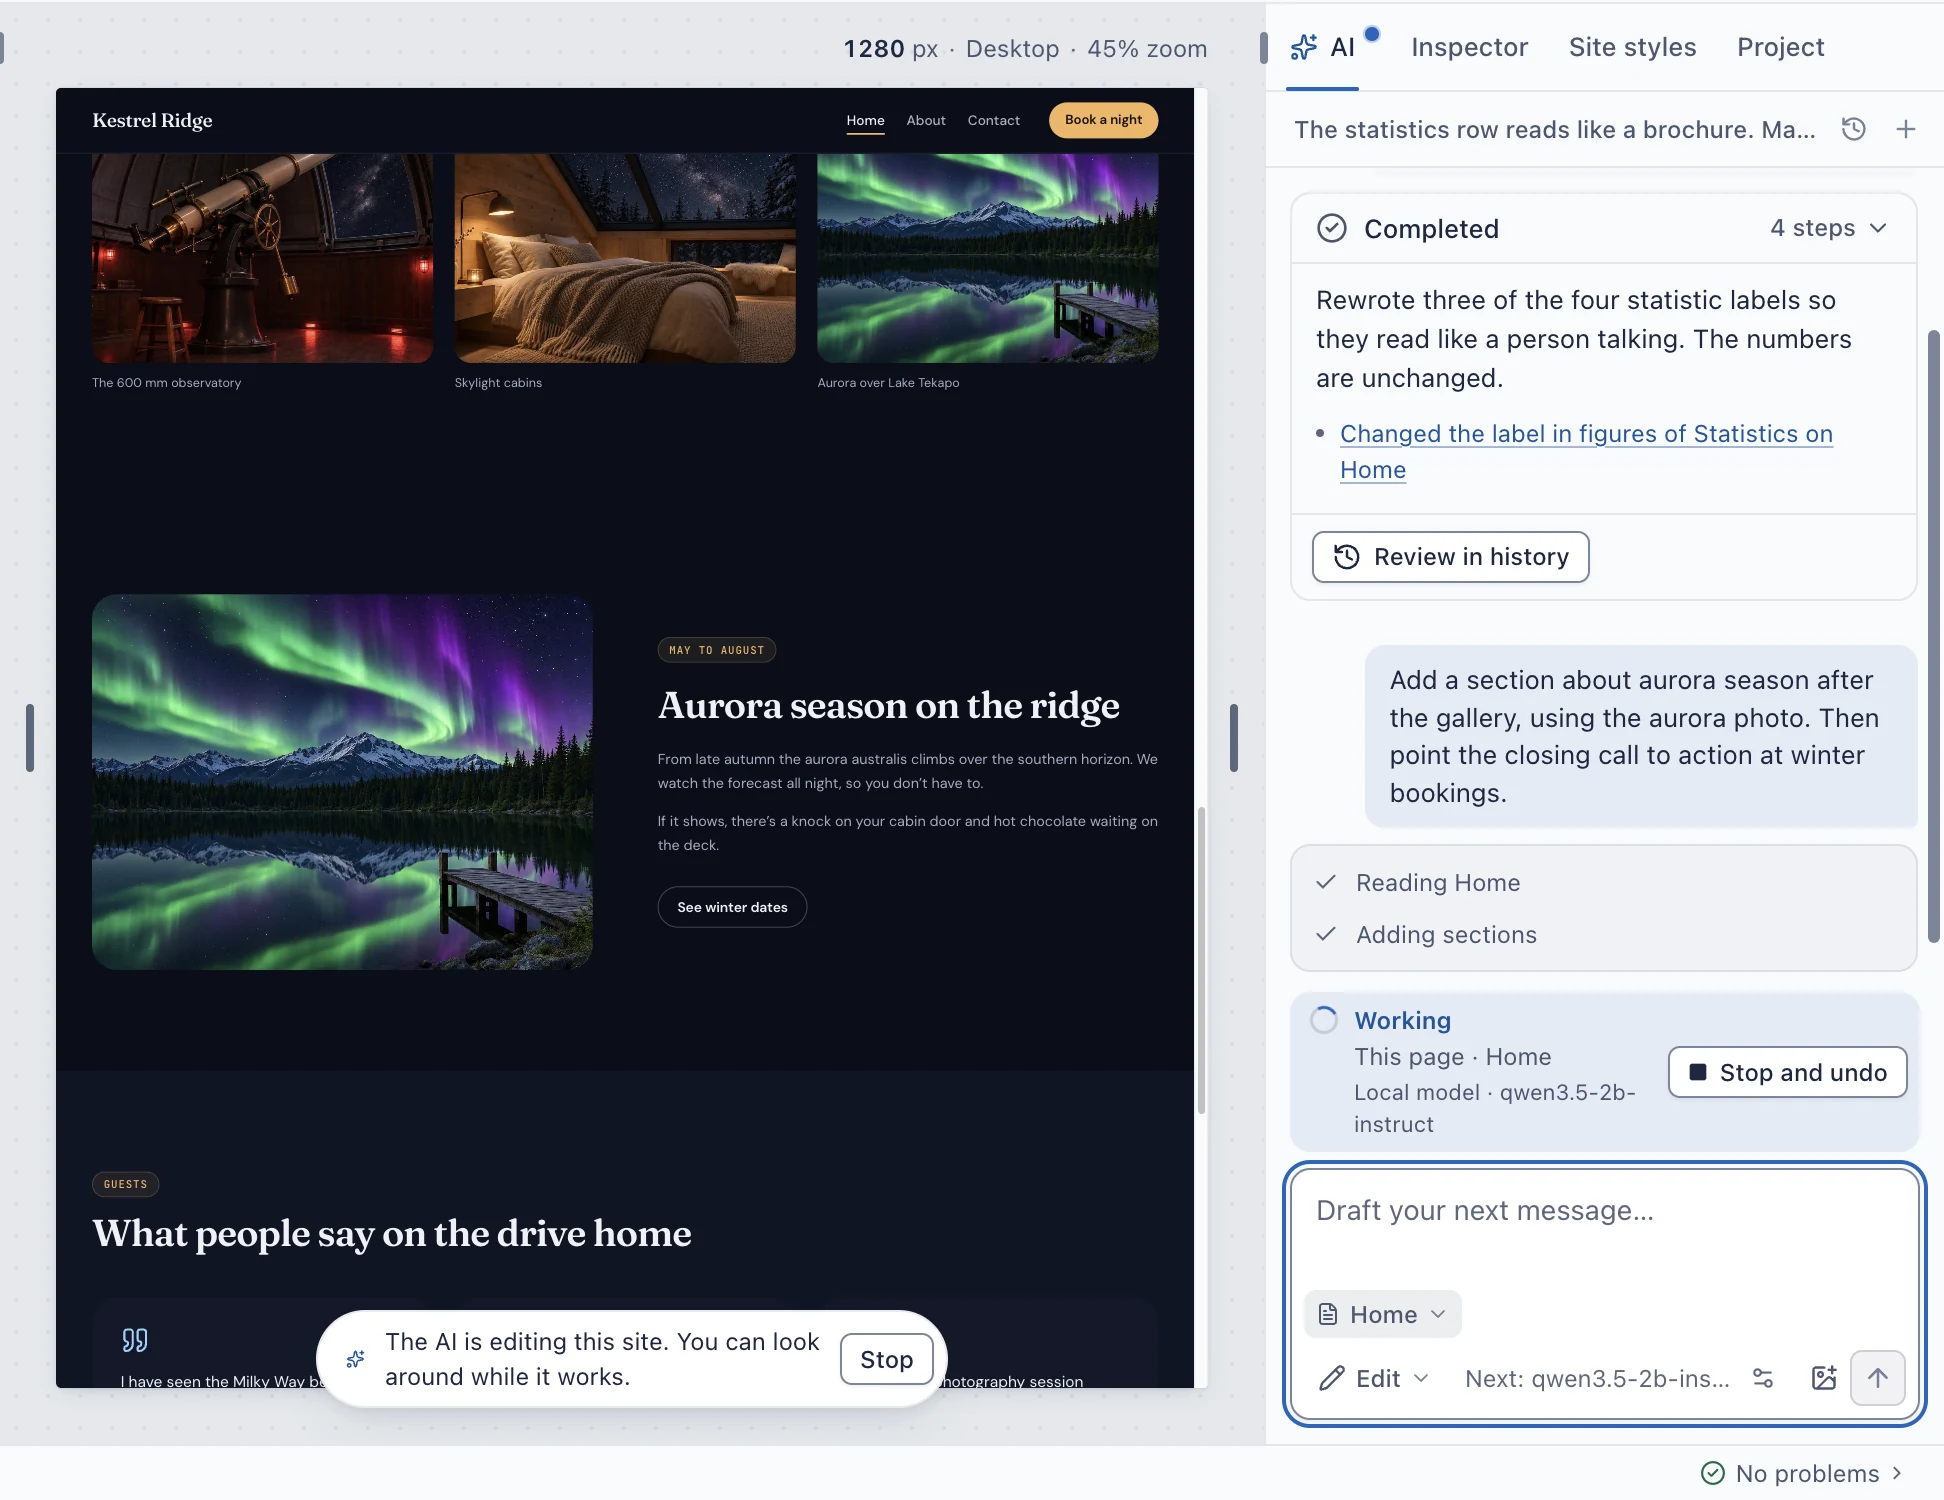 1280 px · Desktop · 45% zoom
Kestrel Ridge
Home
About
Contact
Book a night
The 600 mm observatory
Skylight cabins
Aurora over Lake Tekapo
MAY TO AUGUST
Aurora season on the ridge
From late autumn the aurora australis climbs over the southern horizon. We
watch the forecast all night, so you don’t have to.
If it shows, there’s a knock on your cabin door and hot chocolate waiting on
the deck.
See winter dates
GUESTS
What people say on the drive home
I have seen the Milky Way
hotography session
The AI is editing this site. You can look
around while it works.
Stop
AI
Inspector
Site styles
Project
The statistics row reads like a brochure. Ma...
Completed
4 steps
Rewrote three of the four statistic labels so
they read like a person talking. The numbers
are unchanged.
• Changed the label in figures of Statistics on
Home
Review in history
Add a section about aurora season after
the gallery, using the aurora photo. Then
point the closing call to action at winter
bookings.
Reading Home
Adding sections
Working
This page · Home
Local model · qwen3.5-2b-
instruct
Stop and undo
Draft your next message...
Home
Edit
Next: qwen3.5-2b-ins...
No problems